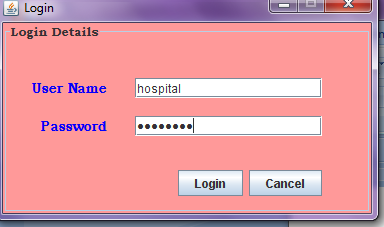 Login
Login Details
User Name hospital
Password ●●●●●●●●
Login Cancel